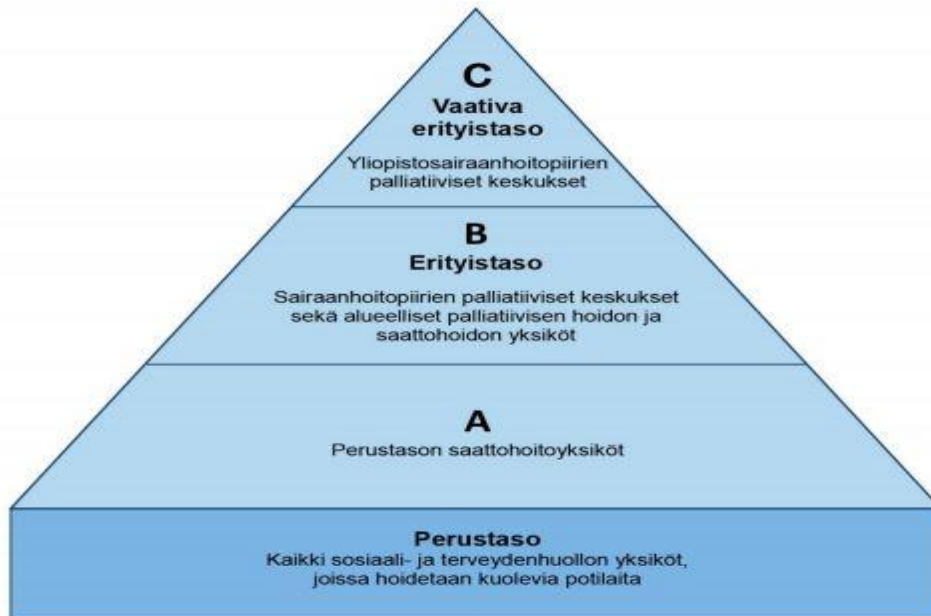 C
Vaativa
erityistaso
Yliopistosairaanhoitopiirien
palliatiiviset keskukset
B
Erityistaso
Sairaanhoitopiirien palliatiiviset keskukset
sekä alueelliset palliatiivisen hoidon ja
saattohoidon yksiköt
A
Perustason saattohoitoyksiköt
Perustaso
Kaikki sosiaali- ja terveydenhuollon yksiköt,
joissa hoidetaan kuolevia potilaita